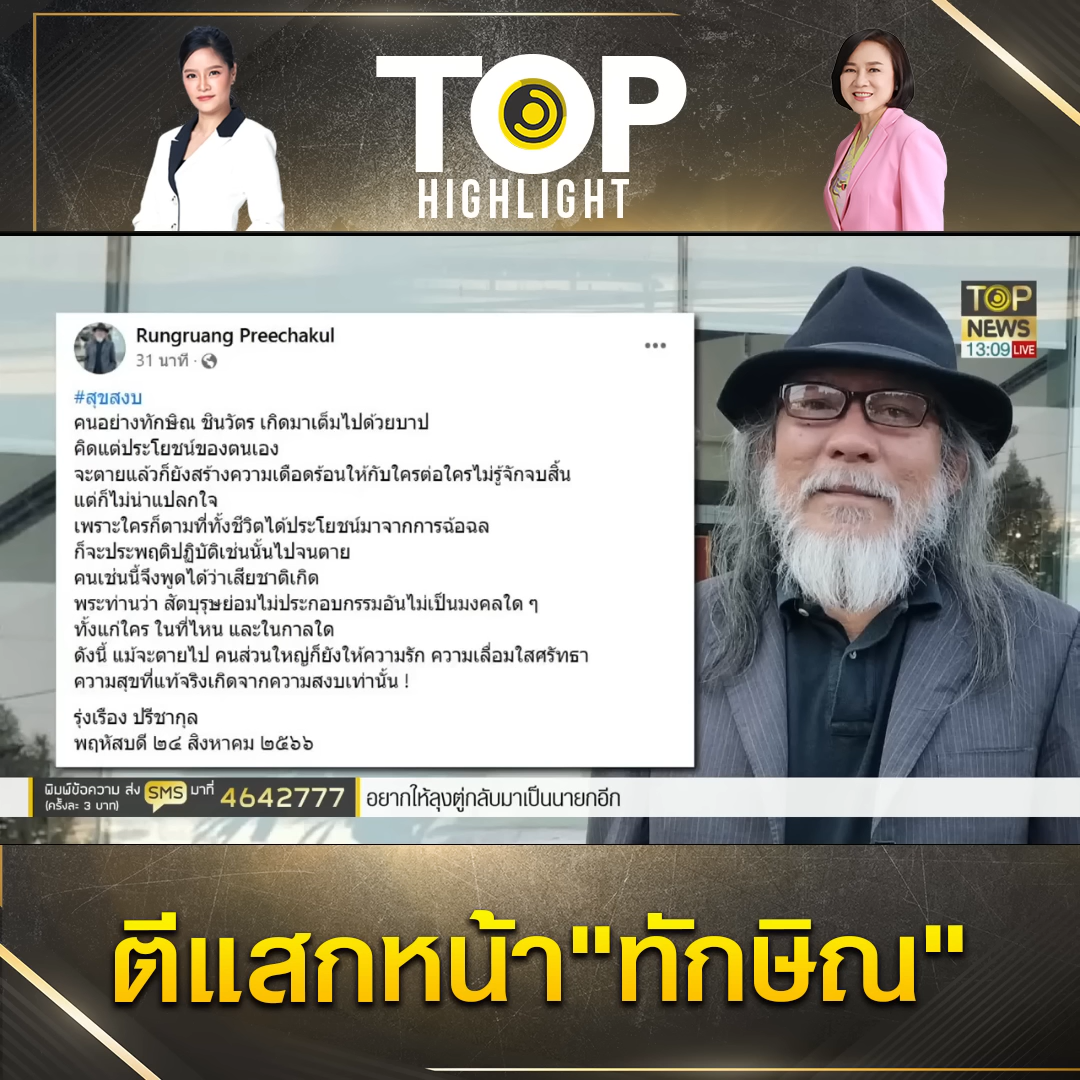 TOP
HIGHLIGHT
TOP
NEWS
13:09 LIVE
Rungruang Preechakul
31 นาที ·
#สุขสงบ
คนอย่างทักษิณ ชินวัตร เกิดมาเต็มไปด้วยบาป
คิดแต่ประโยชน์ของตนเอง
จะตายแล้วก็ยังสร้างความเดือดร้อนให้กับใครต่อใครไม่รู้จักจบสิ้น
แต่ก็ไม่น่าแปลกใจ
เพราะใครก็ตามที่ทั้งชีวิตได้ประโยชน์มาจากการฉ้อฉล
ก็จะประพฤติปฏิบัติเช่นนั้นไปจนตาย
คนเช่นนี้จึงพูดได้ว่าเสียชาติเกิด
พระท่านว่า สัตบุรุษย่อมไม่ประกอบกรรมอันไม่เป็นมงคลใด ๆ
ทั้งแก่ใคร ในที่ไหน และในกาลใด
ดังนี้ แม้จะตายไป คนส่วนใหญ่ก็ยังให้ความรัก ความเลื่อมใสศรัทธา
ความสุขที่แท้จริงเกิดจากความสงบเท่านั้น !
รุ่งเรือง ปรีชากุล
พฤหัสบดี ๒๔ สิงหาคม ๒๕๖๖
พิมพ์ข้อความ ส่ง SMS มาที่ 4642777
(ครั้งละ 3 บาท)
อยากให้ลุงตู่กลับมาเป็นนายกอีก
ตีแสกหน้า"ทักษิณ"